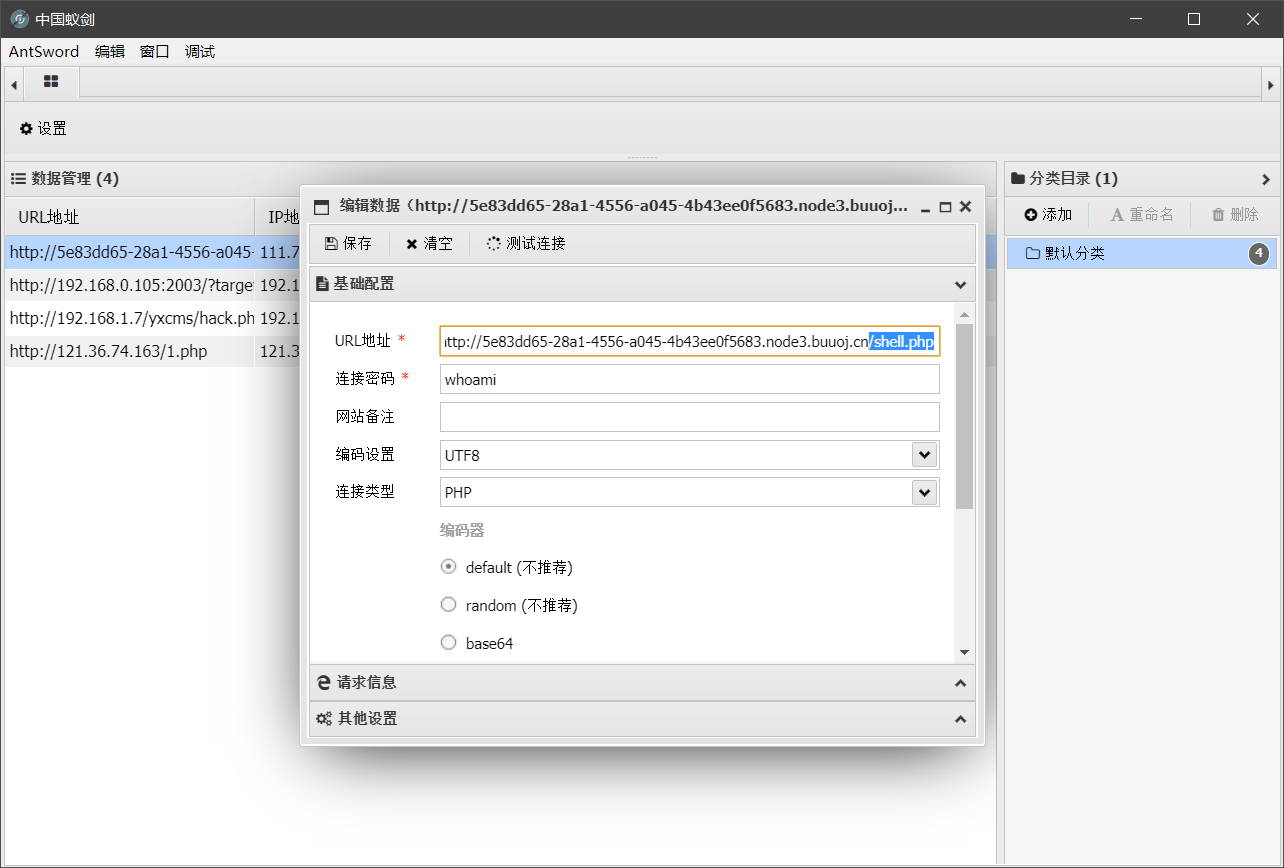 中国蚁剑
AntSword 编辑 窗口 调试
设置
数据管理 (4)
URL地址 IP地
http://5e83dd65-28a1-4556-a045- 111.7
http://192.168.0.105:2003/?targe 192.1
http://192.168.1.7/yxcms/hack.ph 192.1
http://121.36.74.163/1.php 121.3
编辑数据（http://5e83dd65-28a1-4556-a045-4b43ee0f5683.node3.buuoj...
保存 清空 测试连接
基础配置
URL地址 * ttp://5e83dd65-28a1-4556-a045-4b43ee0f5683.node3.buuoj.cn/shell.php
连接密码 * whoami
网站备注
编码设置 UTF8
连接类型 PHP
编码器
default (不推荐)
random (不推荐)
base64
请求信息
其他设置
分类目录 (1)
添加 重命名 删除
默认分类 4